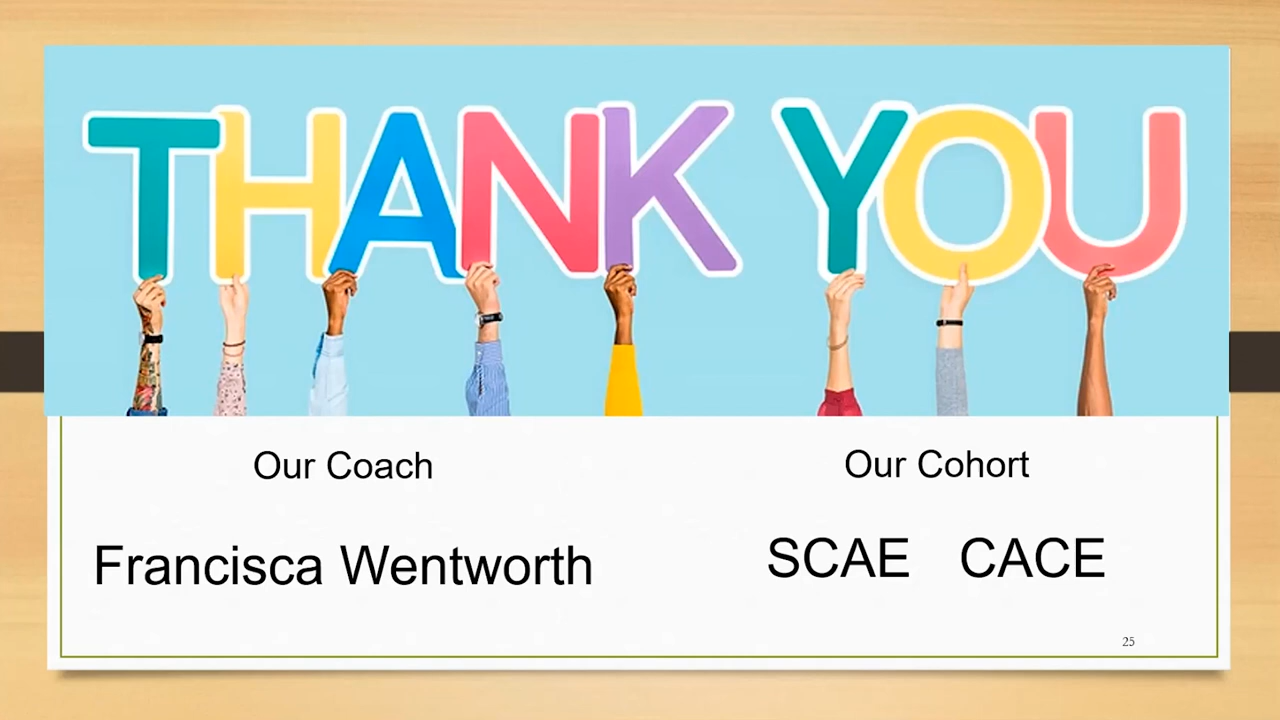 THANK YOU
Our Coach
Our Cohort
Francisca Wentworth
SCAE CACE
25